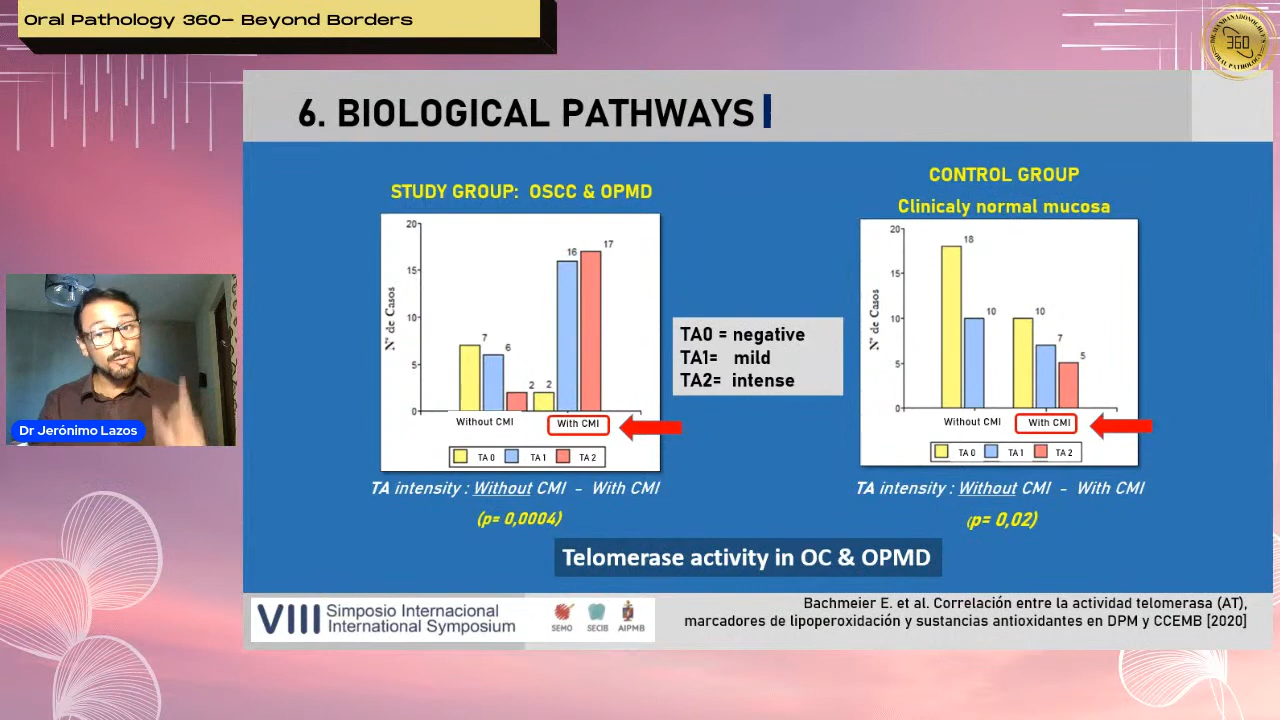 Oral Pathology 360- Beyond Borders
360
ORAL PATHOLOGY
6. BIOLOGICAL PATHWAYS
STUDY GROUP: OSCC & OPMD
20
15
10
5
0
N° de Casos
7
6
2
2
16
17
Without CMI
With CMI
TA 0
TA 1
TA 2
TA intensity : Without CMI - With CMI
(p= 0,0004)
TA0 = negative
TA1= mild
TA2= intense
CONTROL GROUP
Clinicaly normal mucosa
20
15
10
5
0
N° de Casos
18
10
10
7
5
Without CMI
With CMI
TA 0
TA 1
TA 2
TA intensity : Without CMI - With CMI
(p= 0,02)
Telomerase activity in OC & OPMD
Dr Jerónimo Lazos
VIII Simposio Internacional
International Symposium
SEMO
SECIB
AIPMB
Bachmeier E. et al. Correlación entre la actividad telomerasa (AT),
marcadores de lipoperoxidación y sustancias antioxidantes en DPM y CCEMB [2020]